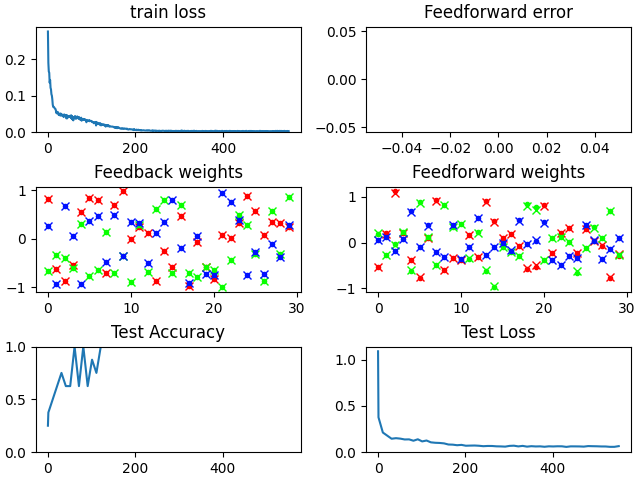 train loss Feedforward error
0.2 0.05
0.1 0.00
0.0 -0.05
0 200 400 −0.04 −0.02 0.00 0.02 0.04
Feedback weights Feedforward weights
1 1
0 0
−1 −1
0 10 20 30 0 10 20 30
Test Accuracy Test Loss
1.0 1.0
0.5 0.5
0.0 0.0
0 200 400 0 200 400